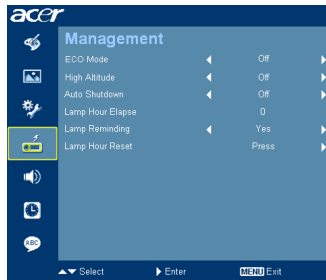 acer
Management
ECO Mode Off
High Altitude Off
Auto Shutdown Off
Lamp Hour Elapse 0
Lamp Reminding Yes
Lamp Hour Reset Press
ABC
Select Enter MENU Exit